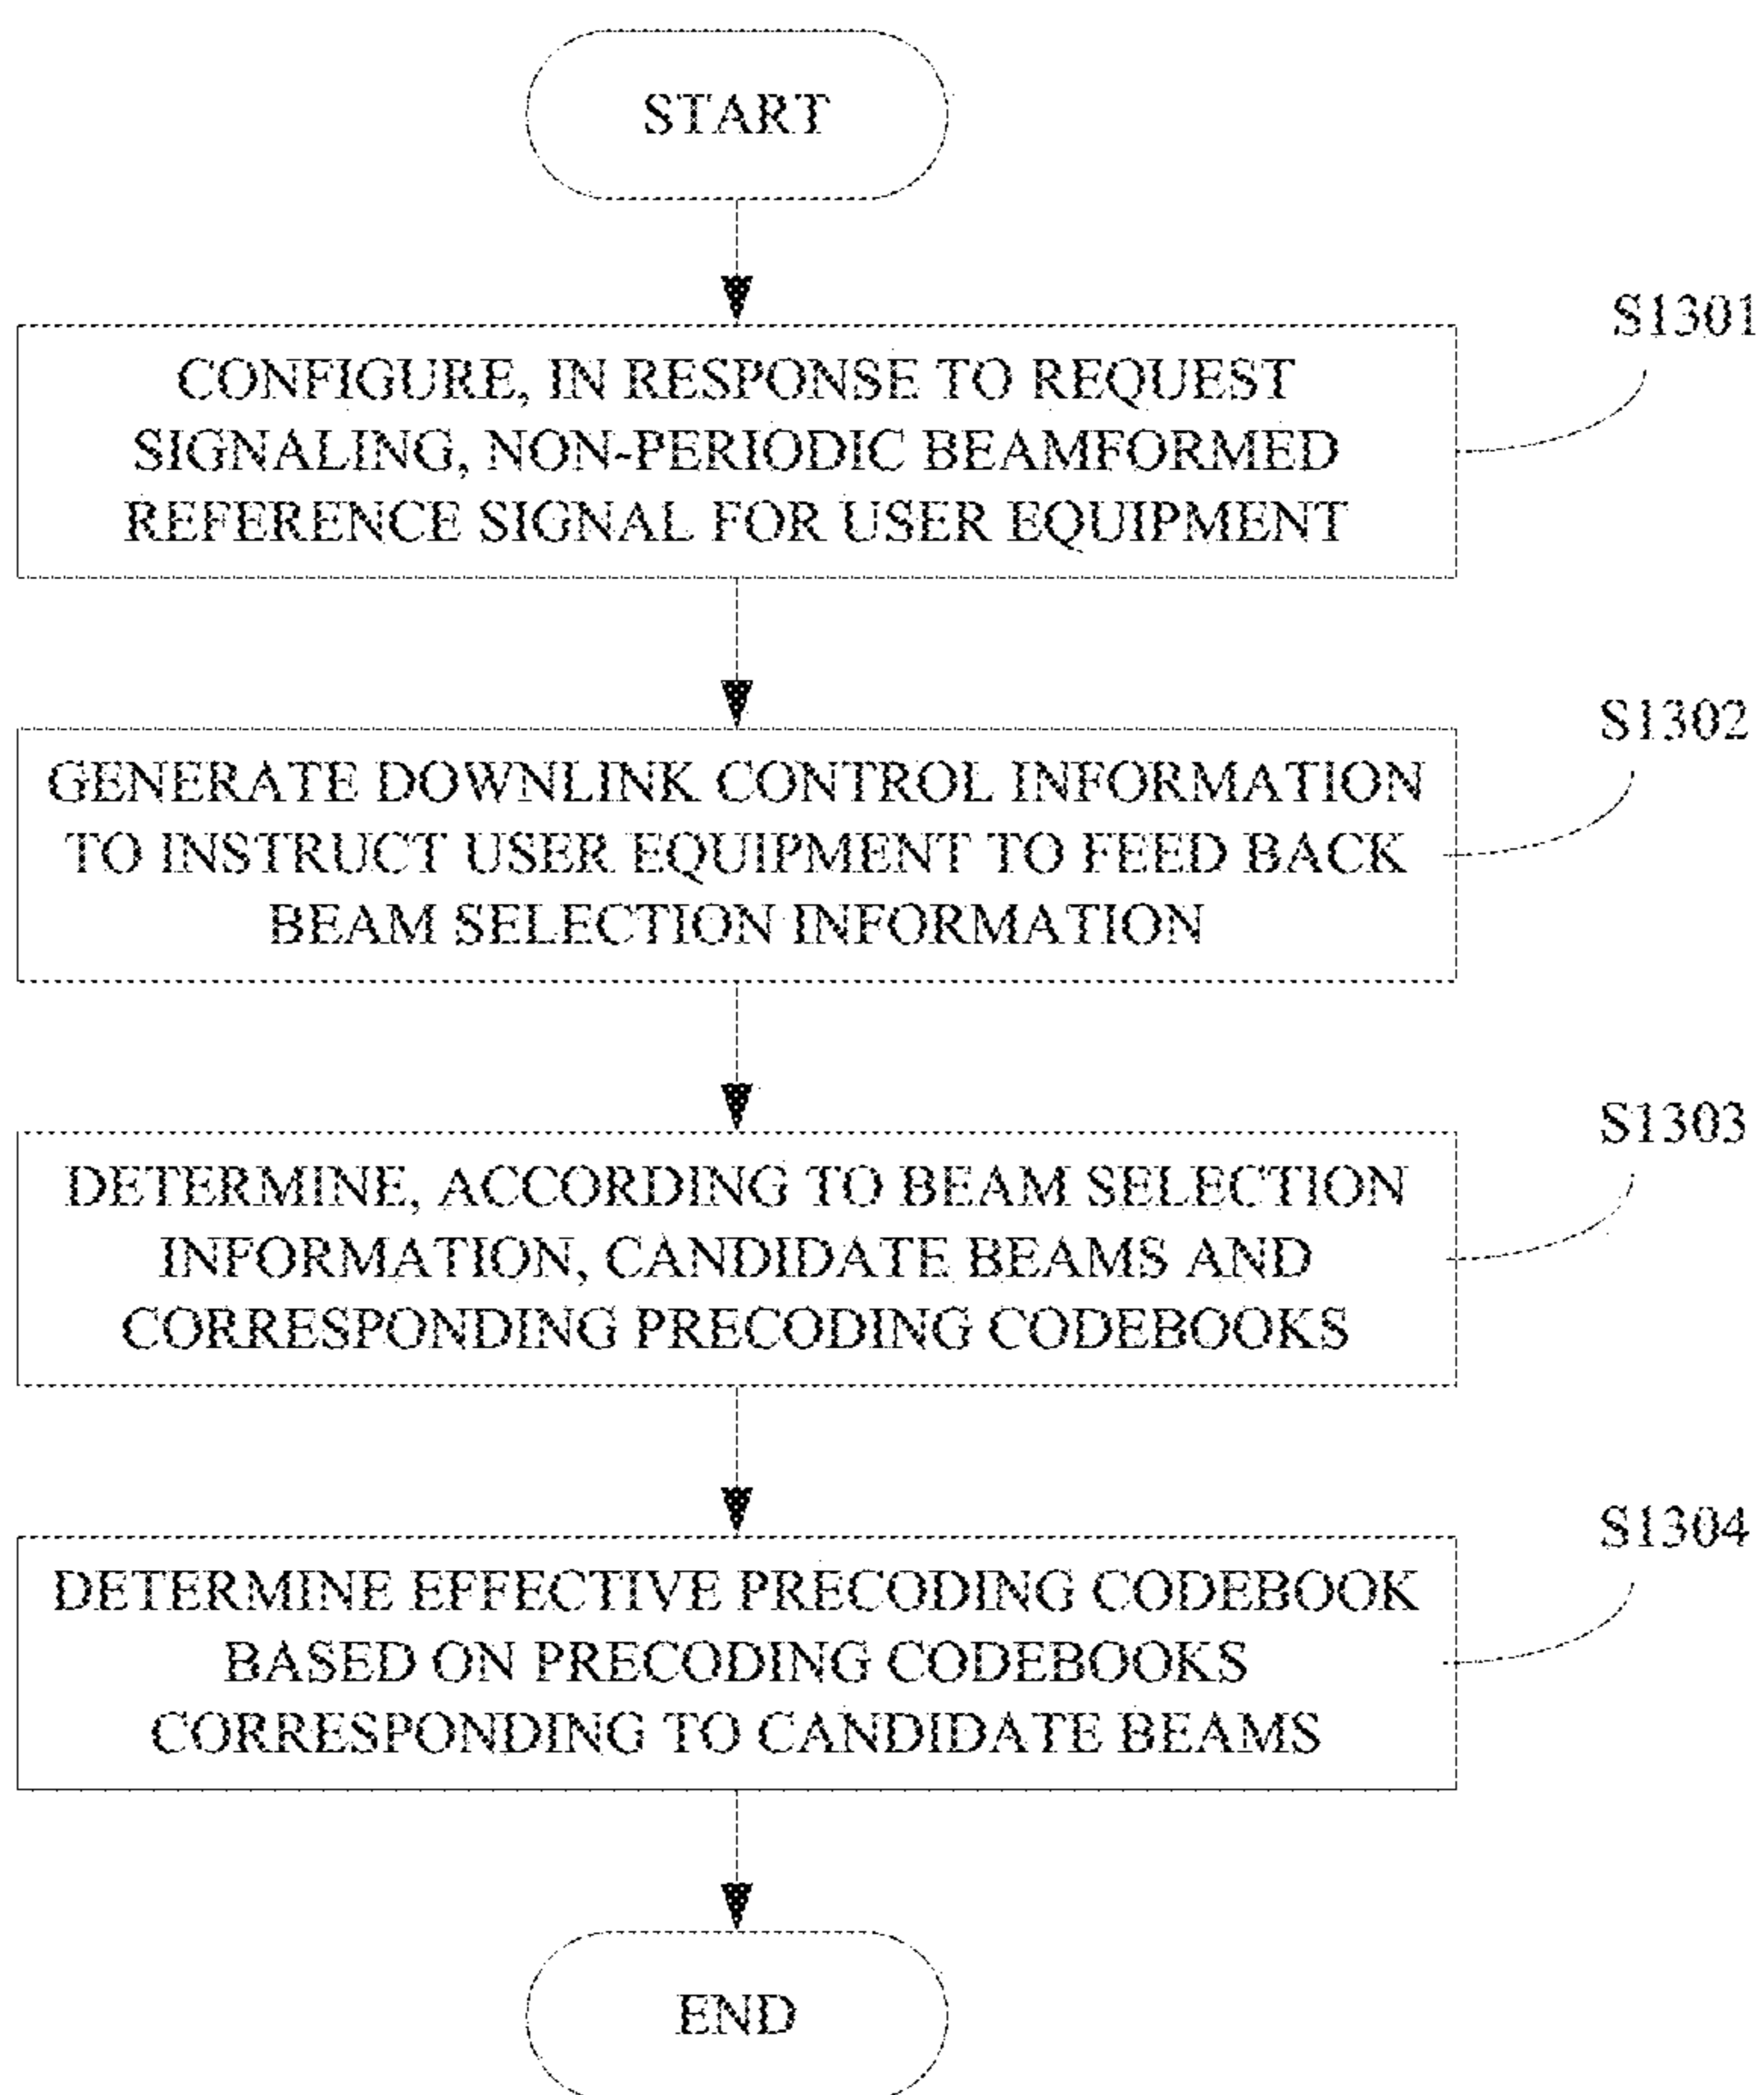 START
S1301
CONFIGURE, IN RESPONSE TO REQUEST
SIGNALING, NON-PERIODIC BEAMFORMED
REFERENCE SIGNAL FOR USER EQUIPMENT
S1302
GENERATE DOWNLINK CONTROL INFORMATION
TO INSTRUCT USER EQUIPMENT TO FEED BACK
BEAM SELECTION INFORMATION
S1303
DETERMINE, ACCORDING TO BEAM SELECTION
INFORMATION, CANDIDATE BEAMS AND
CORRESPONDING PRECODING CODEBOOKS
S1304
DETERMINE EFFECTIVE PRECODING CODEBOOK
BASED ON PRECODING CODEBOOKS
CORRESPONDING TO CANDIDATE BEAMS
END